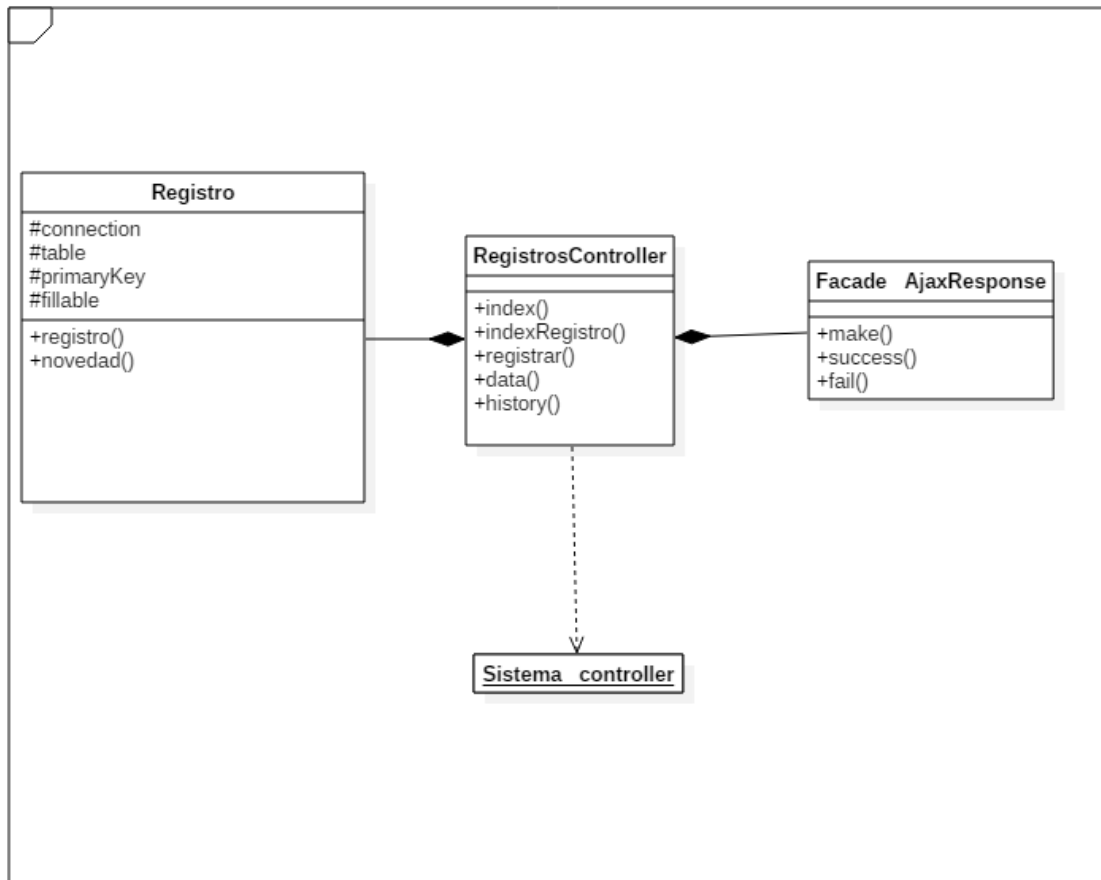 Registro
#connection
#table
#primaryKey
#fillable
+registro()
+novedad()
RegistrosController
+index()
+indexRegistro()
+registrar()
+data()
+history()
Facade AjaxResponse
+make()
+success()
+fail()
Sistema controller